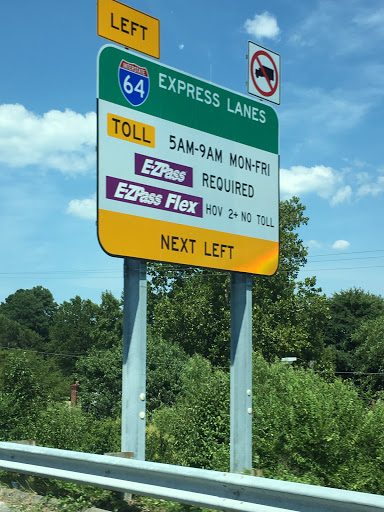 LEFT
INTERSTATE
64
EXPRESS LANES
TOLL
5AM-9AM MON-FRI
E-ZPass REQUIRED
E-ZPass Flex HOV 2+ NO TOLL
NEXT LEFT